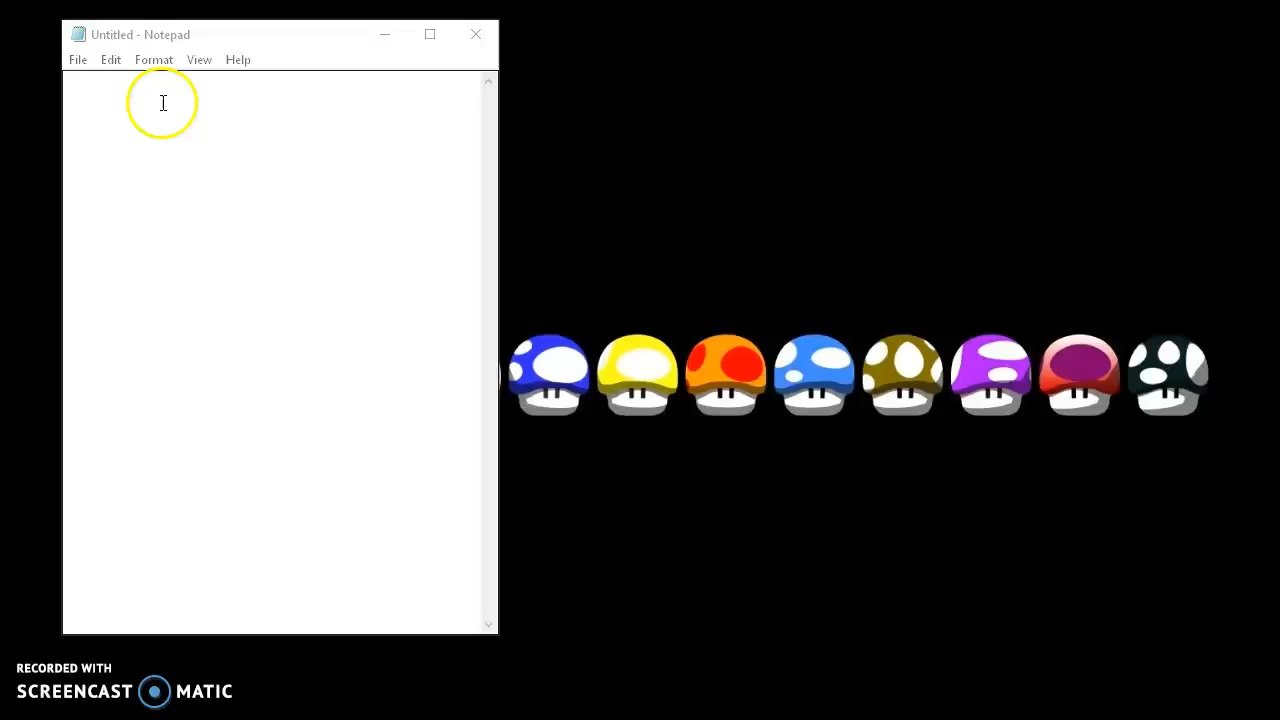 Untitled - Notepad
File Edit Format View Help
RECORDED WITH
SCREENCAST MATIC